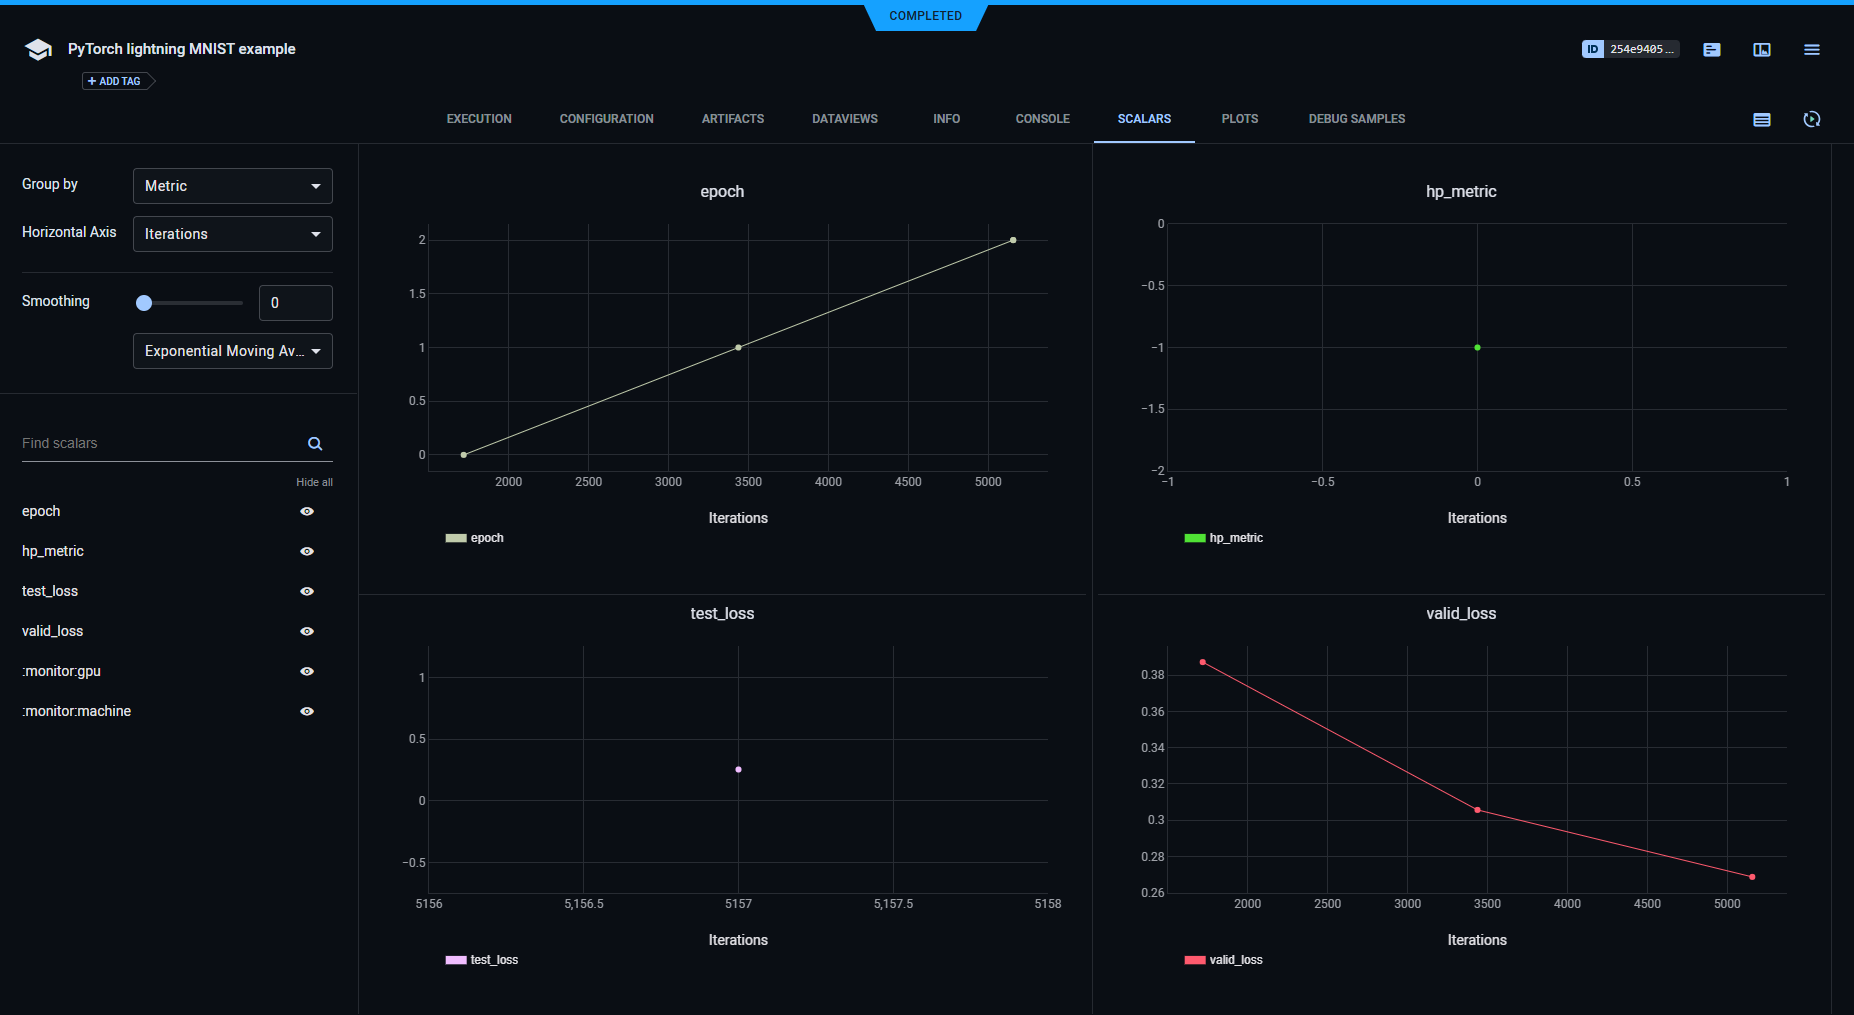 COMPLETED
PyTorch lightning MNIST example
ID 254e9405 ...
+ ADD TAG
EXECUTION CONFIGURATION ARTIFACTS DATAVIEWS INFO CONSOLE SCALARS PLOTS DEBUG SAMPLES
Group by Metric
Horizontal Axis Iterations
Smoothing 0
Exponential Moving Av...
Find scalars
Hide all
epoch
hp_metric
test_loss
valid_loss
:monitor:gpu
:monitor:machine
epoch
2
1.5
1
0.5
0
2000 2500 3000 3500 4000 4500 5000
Iterations
epoch
hp_metric
0
−0.5
−1
−1.5
−2
−1 −0.5 0 0.5 1
Iterations
hp_metric
test_loss
1
0.5
0
−0.5
5156 5,156.5 5157 5,157.5 5158
Iterations
test_loss
valid_loss
0.38
0.36
0.34
0.32
0.3
0.28
0.26
2000 2500 3000 3500 4000 4500 5000
Iterations
valid_loss